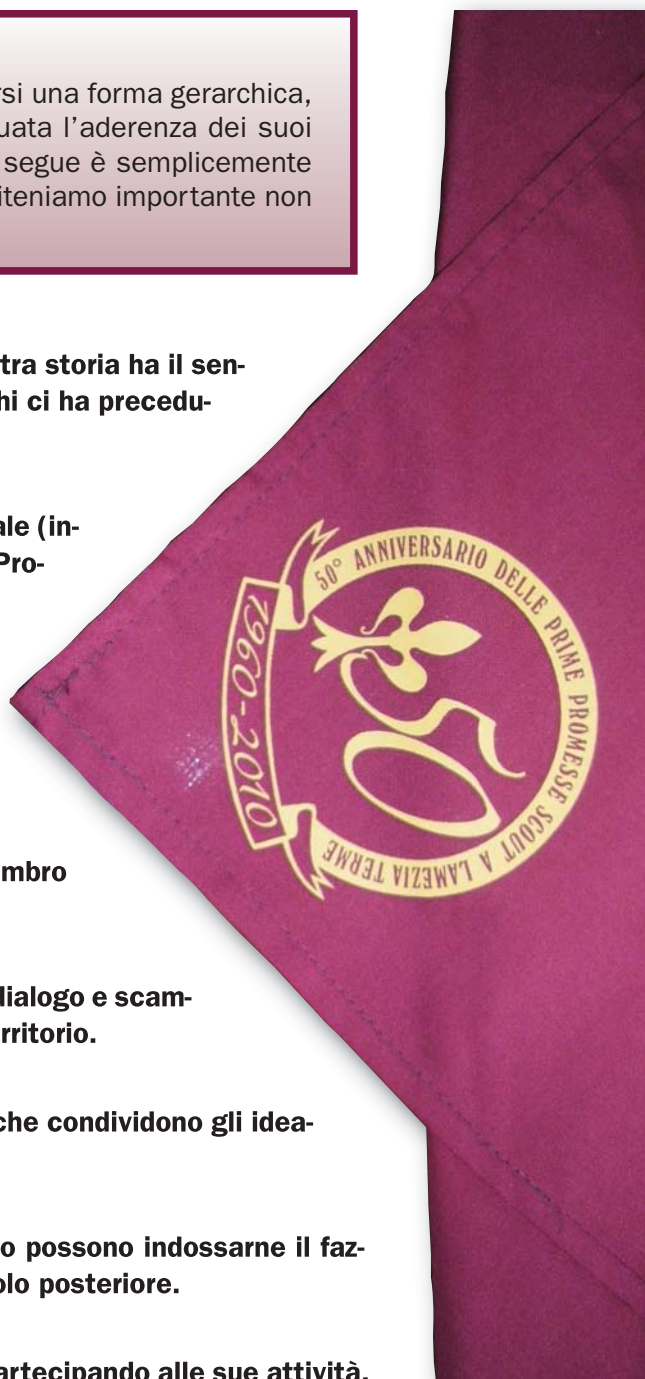 rsi una forma gerarchica,
uata l'aderenza dei suoi
segue è semplicemente
iteniamo importante non
tra storia ha il sen-
hi ci ha precedu-
ale (in-
Pro-
50° ANNIVERSARIO DELLE PRIME PROMESSE SCOUT A LAMEZIA TERME
50
1960-2010
mbro
dialogo e scam-
rritorio.
che condividono gli idea-
o possono indossarne il faz-
olo posteriore.
artecipando alle sue attività.